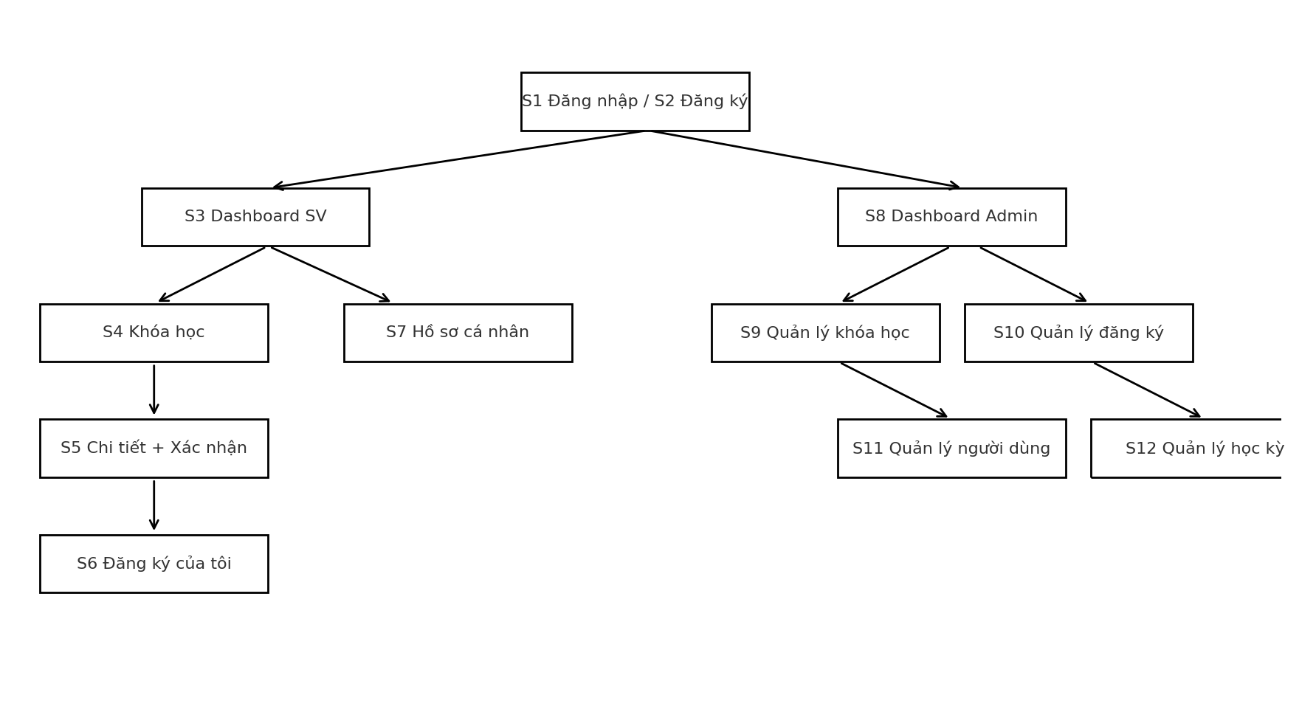 S1 Đăng nhập / S2 Đăng ký
S3 Dashboard SV
S8 Dashboard Admin
S4 Khóa học
S7 Hồ sơ cá nhân
S9 Quản lý khóa học
S10 Quản lý đăng ký
S5 Chi tiết + Xác nhận
S11 Quản lý người dùng
S12 Quản lý học kỳ
S6 Đăng ký của tôi